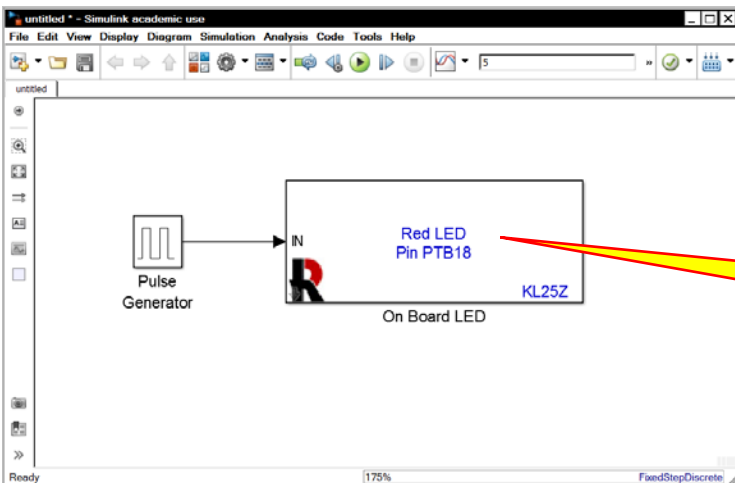 untitled * - Simulink academic use
File Edit View Display Diagram Simulation Analysis Code Tools Help
5
»
untitled
Pulse
Generator
IN
Red LED
Pin PTB18
KL25Z
On Board LED
»
Ready 175% FixedStepDiscrete